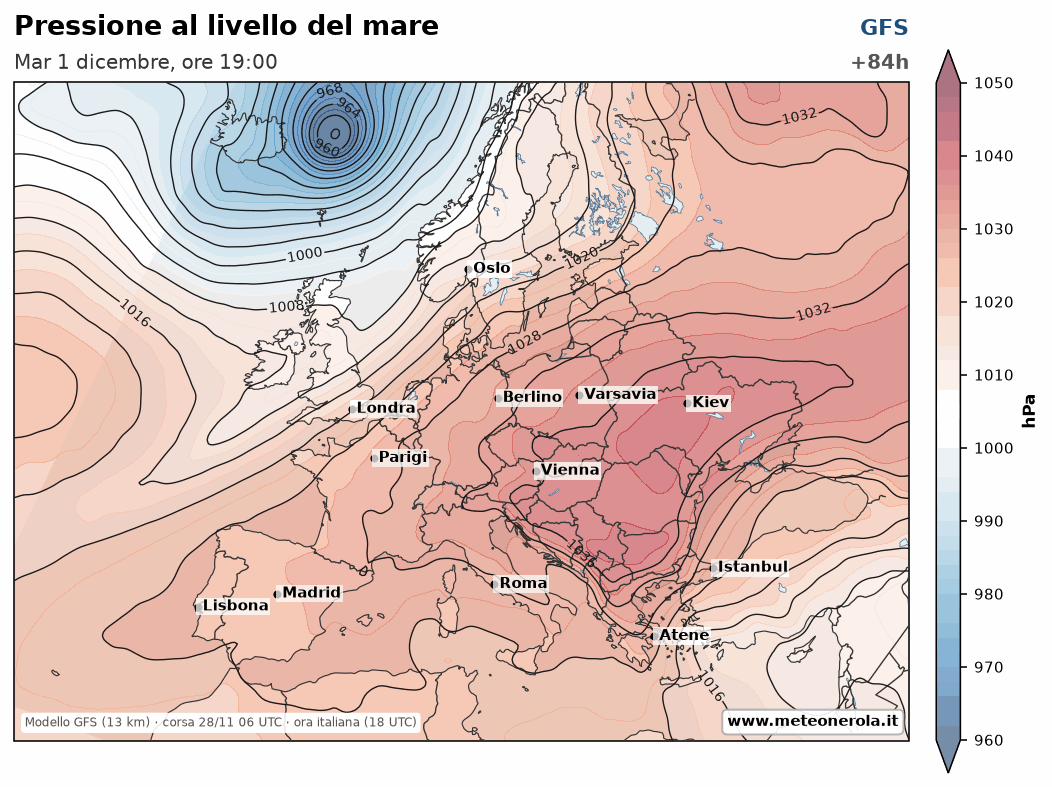 Pressione al livello del mare
GFS
Mar 1 dicembre, ore 19:00
+84h
968
964
960
1032
1050
1040
1030
1020
1010
1000
990
980
970
960
hPa
1000
1008
1016
1020
1028
1032
1036
1016
Oslo
Berlino
Varsavia
Kiev
Londra
Parigi
Vienna
Istanbul
Roma
Madrid
Lisbona
Atene
Modello GFS (13 km) · corsa 28/11 06 UTC · ora italiana (18 UTC)
www.meteonerola.it